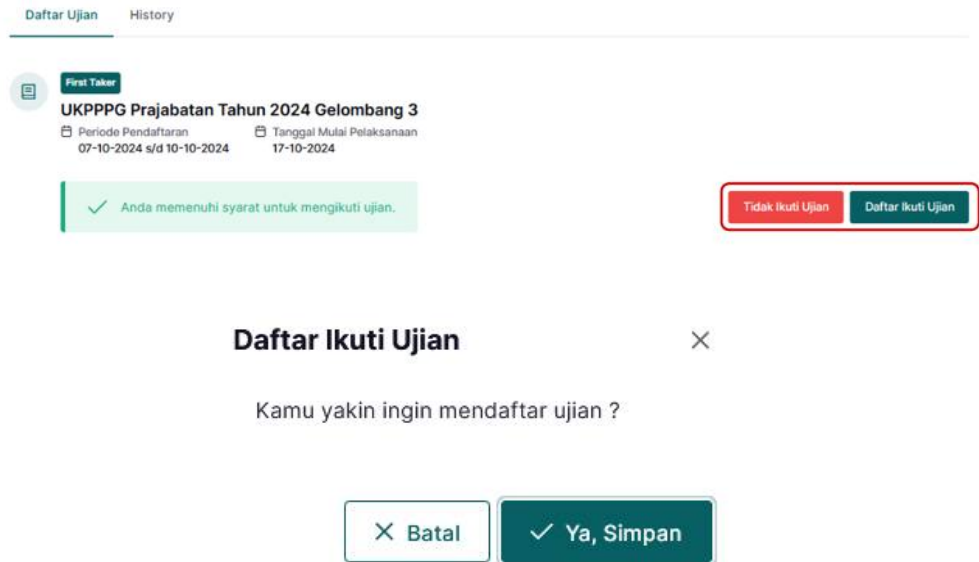 Daftar Ujian History
First Taker
UKPPPG Prajabatan Tahun 2024 Gelombang 3
Periode Pendaftaran Tanggal Mulai Pelaksanaan
07-10-2024 s/d 10-10-2024 17-10-2024
Anda memenuhi syarat untuk mengikuti ujian.
Tidak Ikuti Ujian Daftar Ikuti Ujian
Daftar Ikuti Ujian
Kamu yakin ingin mendaftar ujian ?
Batal Ya, Simpan